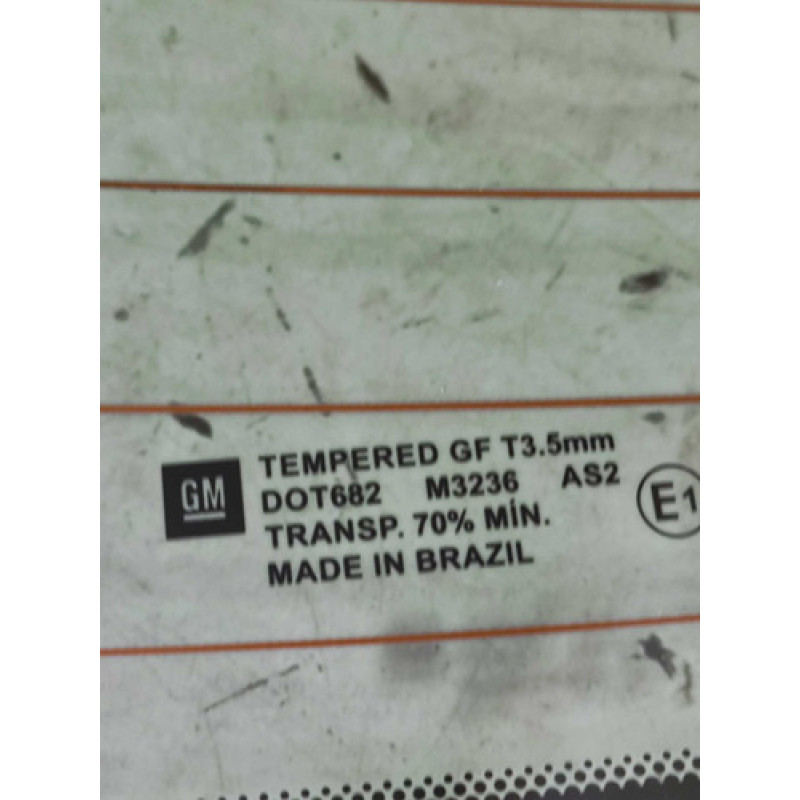 GM
TEMPERED GF T3.5mm
DOT682 M3236 AS2
TRANSP. 70% MÍN.
MADE IN BRAZIL
E1